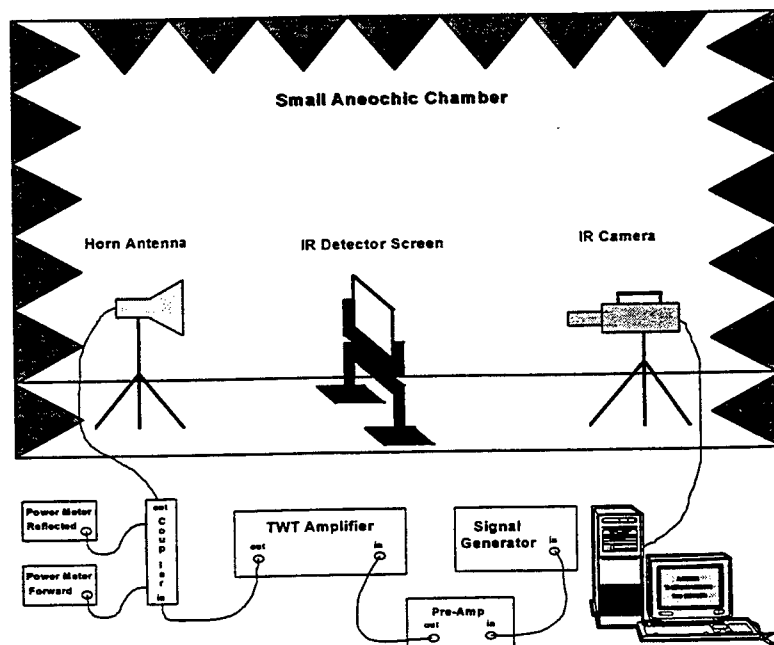 Small Aneochic Chamber
Horn Antenna
IR Detector Screen
IR Camera
Power Meter
Reflected
out
Coupler
in
TWT Amplifier
out
in
Signal
Generator
in
Power Meter
Forward
Pre-Amp
out
in